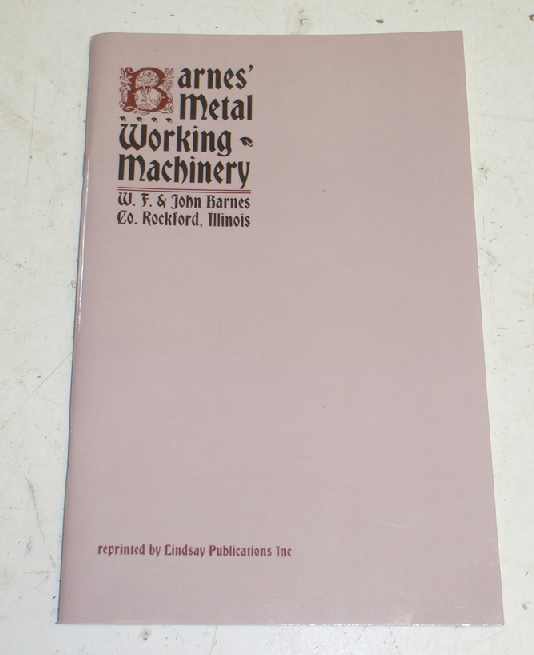 Barnes'
Metal
Working
Machinery
W. F. & John Barnes
Co. Rockford, Illinois
reprinted by Lindsay Publications Inc